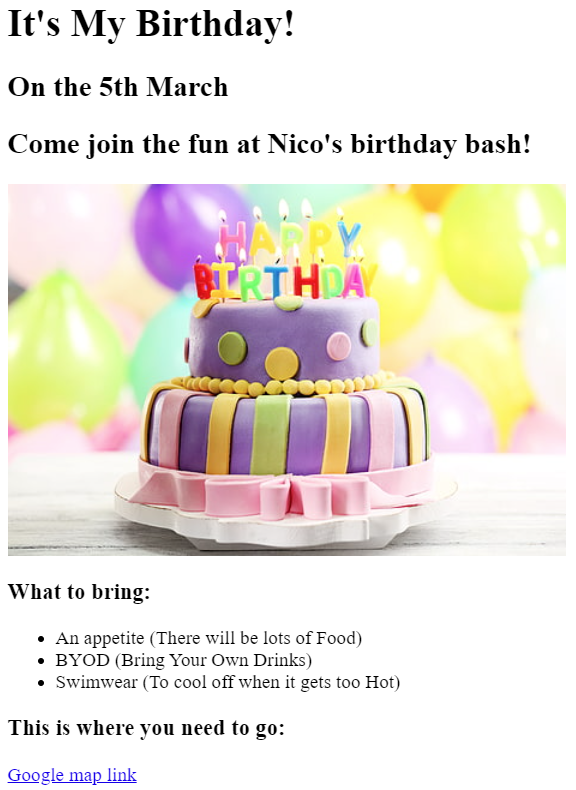 It's My Birthday!
On the 5th March
Come join the fun at Nico's birthday bash!
HAPPY
BIRTHDAY
What to bring:
An appetite (There will be lots of Food)
BYOD (Bring Your Own Drinks)
Swimwear (To cool off when it gets too Hot)
This is where you need to go:
Google map link